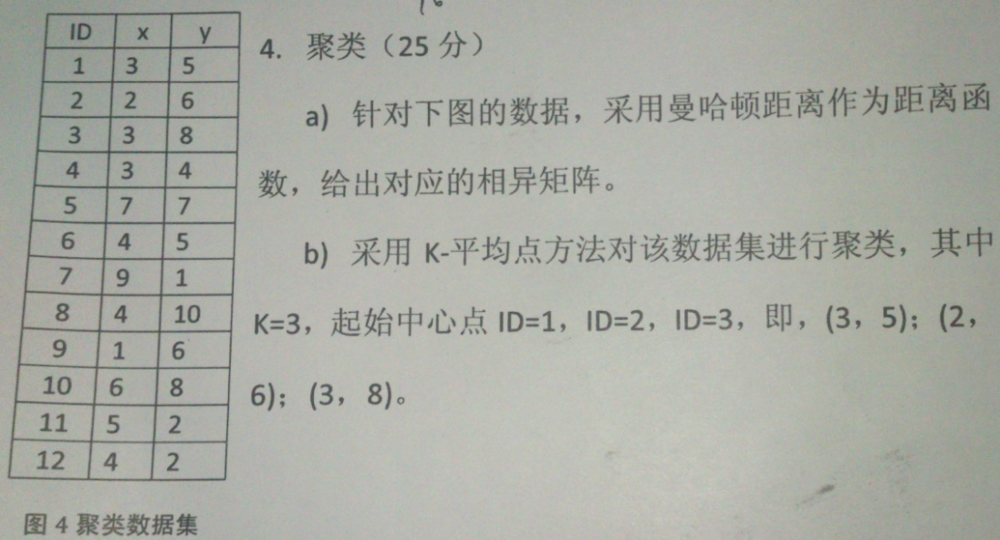 ID x y
1 3 5
2 2 6
3 3 8
4 3 4
5 7 7
6 4 5
7 9 1
8 4 10
9 1 6
10 6 8
11 5 2
12 4 2
图 4 聚类数据集
4. 聚类（25 分）
a) 针对下图的数据，采用曼哈顿距离作为距离函
数，给出对应的相异矩阵。
b) 采用 K-平均点方法对该数据集进行聚类，其中
K=3，起始中心点 ID=1，ID=2，ID=3，即，(3，5)；(2，
6)；(3，8)。